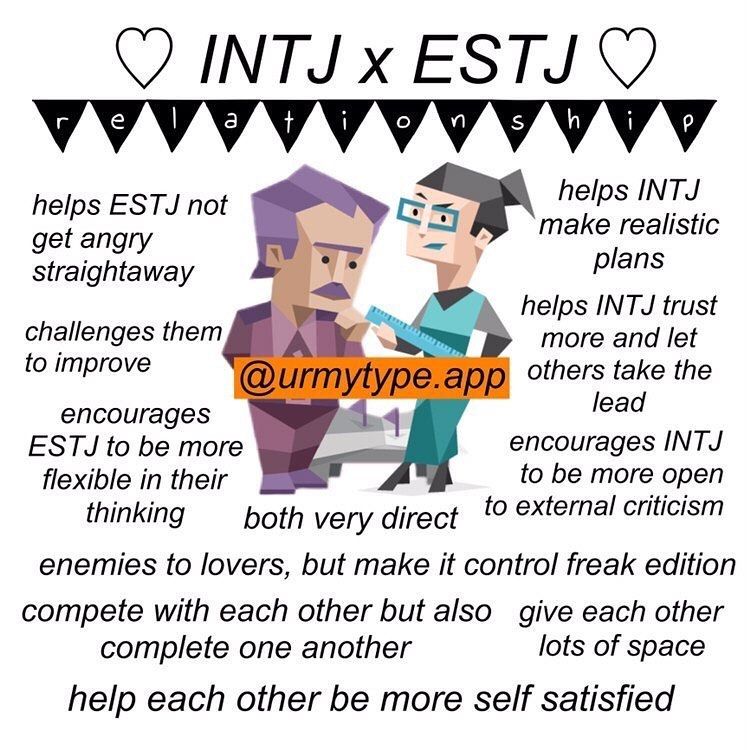 ♡ INTJ x ESTJ ♡
relationship
helps ESTJ not
get angry
straightaway
challenges them
to improve
encourages
ESTJ to be more
flexible in their
thinking
helps INTJ
make realistic
plans
helps INTJ trust
more and let
others take the
lead
encourages INTJ
to be more open
to external criticism
@urmytype.app
both very direct
enemies to lovers, but make it control freak edition
compete with each other but also
complete one another
give each other
lots of space
help each other be more self satisfied